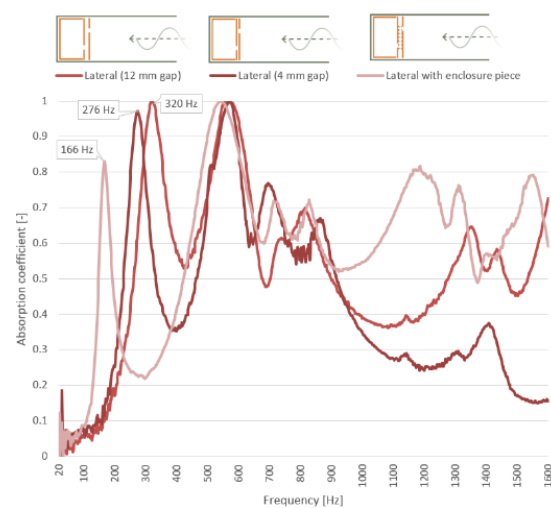 Lateral (12 mm gap) Lateral (4 mm gap) Lateral with enclosure piece
1
276 Hz 320 Hz
0.9
166 Hz
0.8
0.7
0.6
0.5
0.4
0.3
0.2
0.1
0
Absorption coefficient [-]
20 100 200 300 400 500 600 700 800 900 1000 1100 1200 1300 1400 1500 1600
Frequency [Hz]